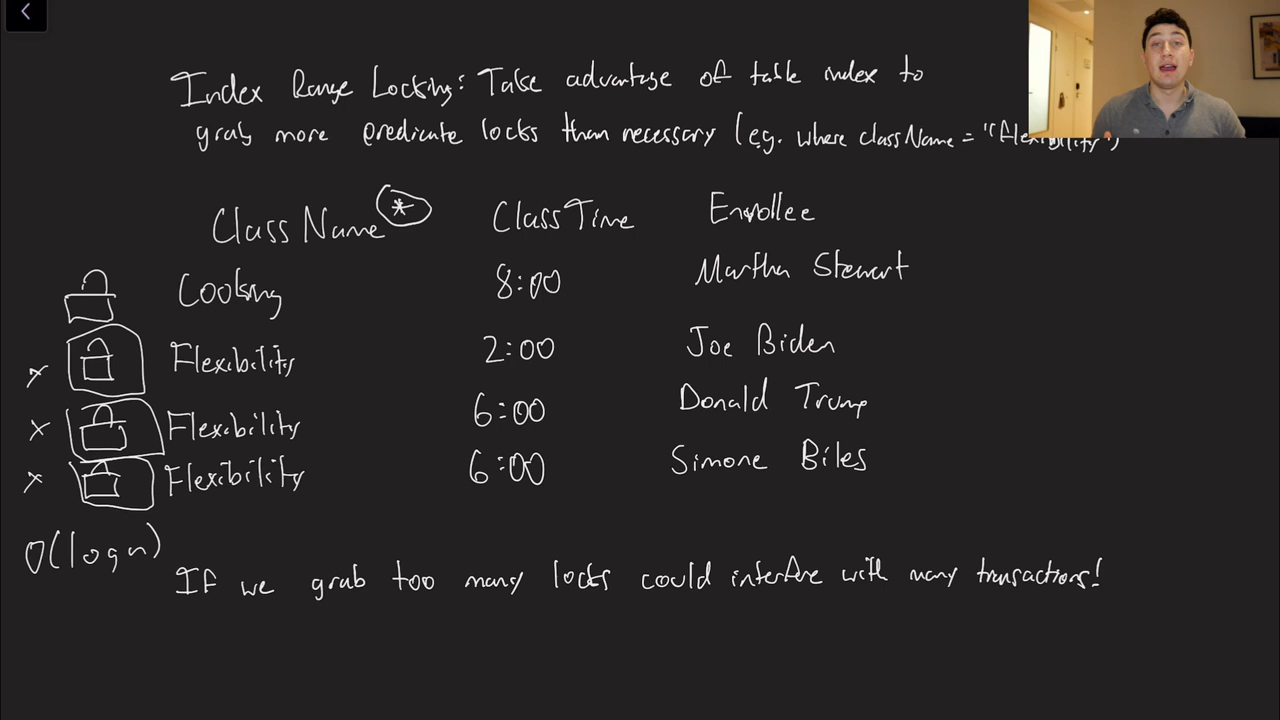 Index Range Locking: Take advantage of table index to
grab more predicate locks than necessary (e.g. where className = "flexibility")
Class Name * Class Time Enrollee
Cooking 8:00 Martha Stewart
x Flexibility 2:00 Joe Biden
x Flexibility 6:00 Donald Trump
x Flexibility 6:00 Simone Biles
O(log n)
If we grab too many locks could interfere with many transactions!